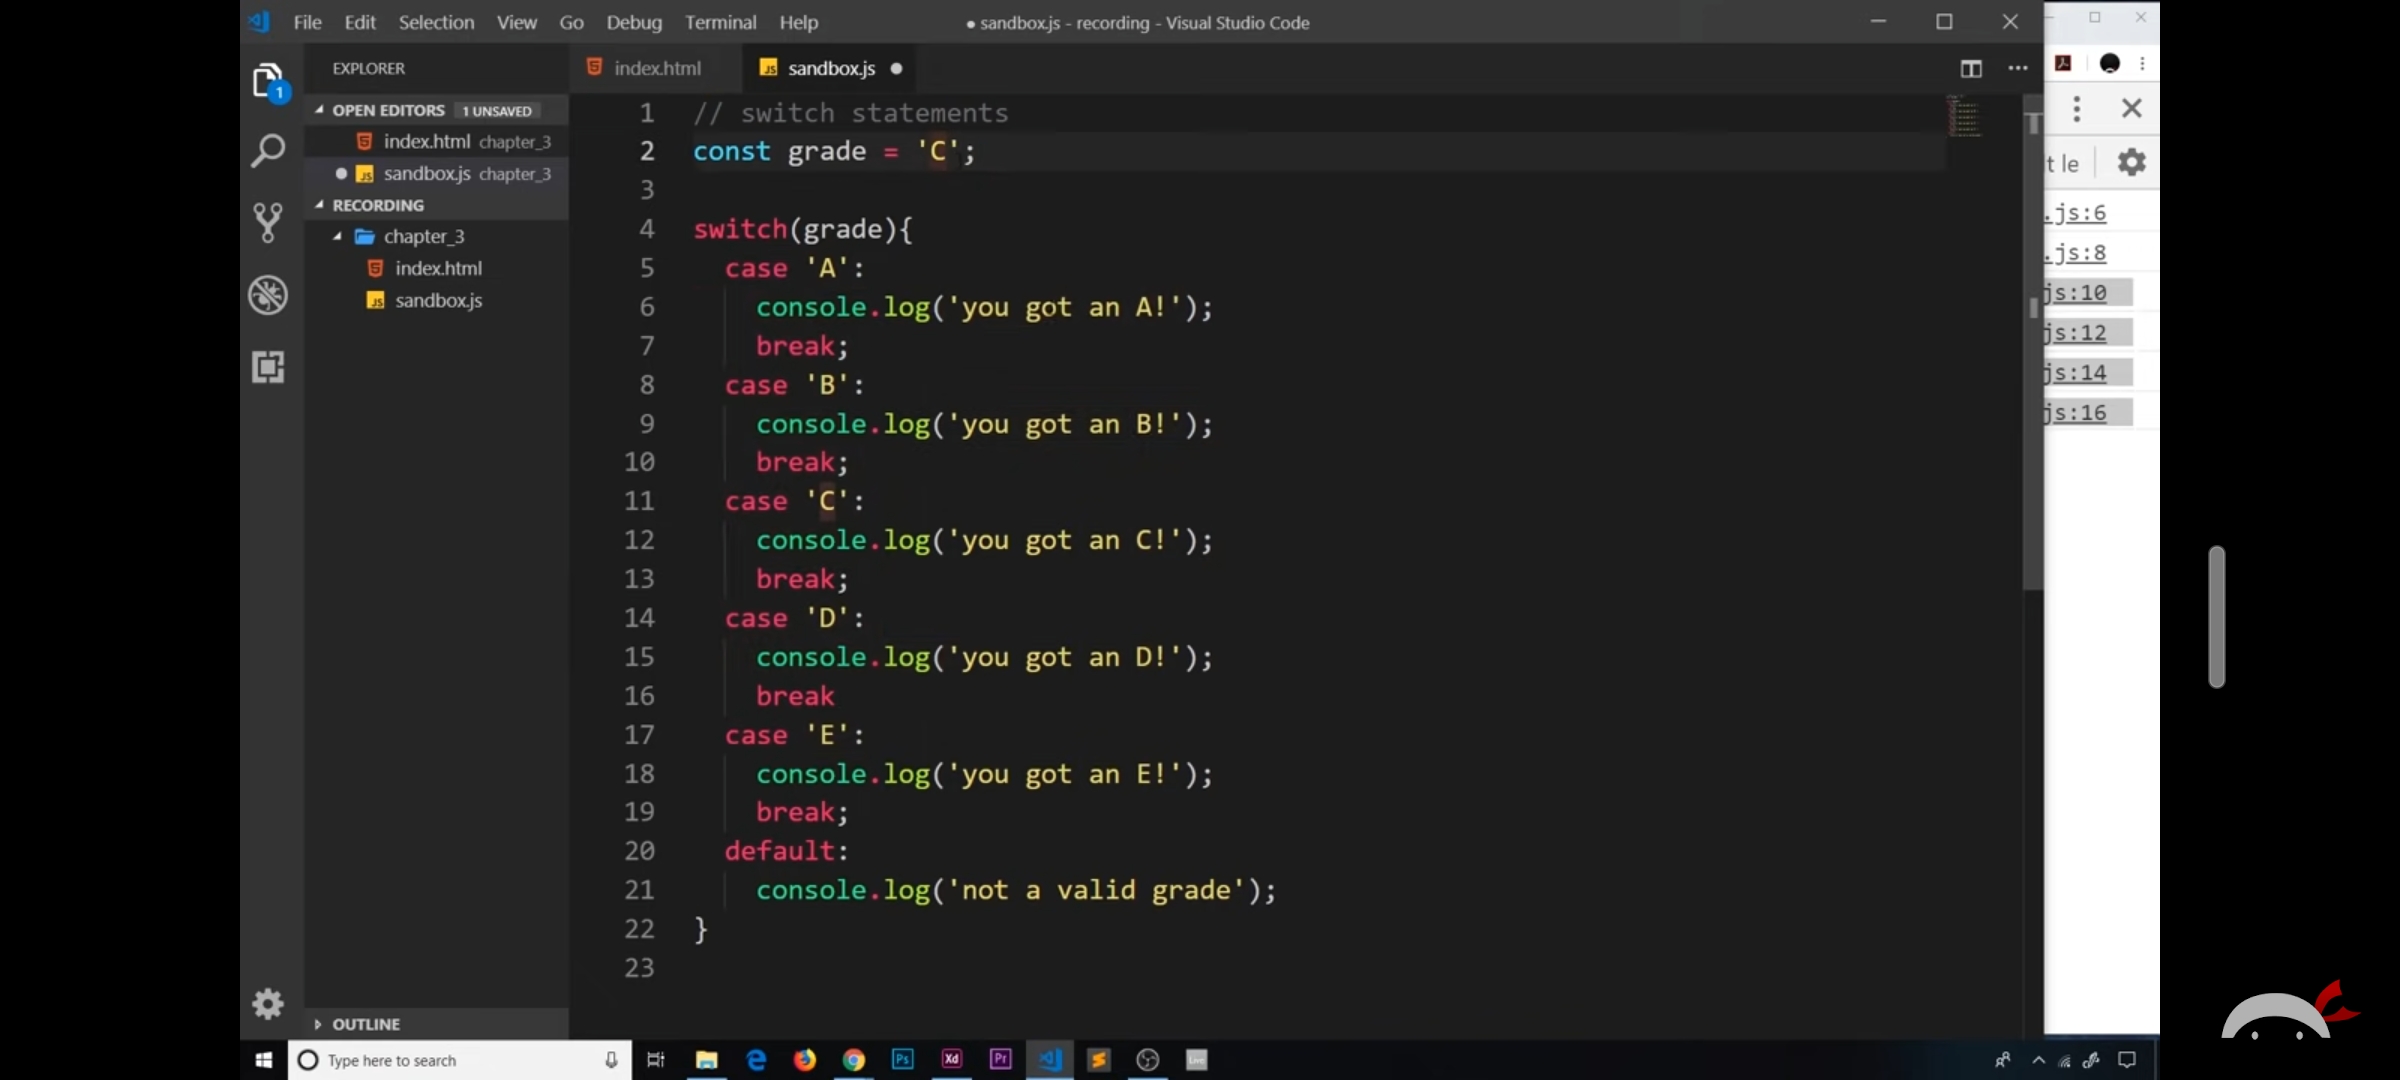 File Edit Selection View Go Debug Terminal Help
● sandbox.js - recording - Visual Studio Code
EXPLORER
index.html
sandbox.js
1
OPEN EDITORS 1 UNSAVED
index.html chapter_3
sandbox.js chapter_3
RECORDING
chapter_3
index.html
sandbox.js
OUTLINE
1 // switch statements
2 const grade = 'C';
3
4 switch(grade){
5 case 'A':
6 console.log('you got an A!');
7 break;
8 case 'B':
9 console.log('you got an B!');
10 break;
11 case 'C':
12 console.log('you got an C!');
13 break;
14 case 'D':
15 console.log('you got an D!');
16 break
17 case 'E':
18 console.log('you got an E!');
19 break;
20 default:
21 console.log('not a valid grade');
22 }
23
t le
.js:6
.js:8
js:10
js:12
js:14
js:16
Type here to search
Ps
Xd
Pr